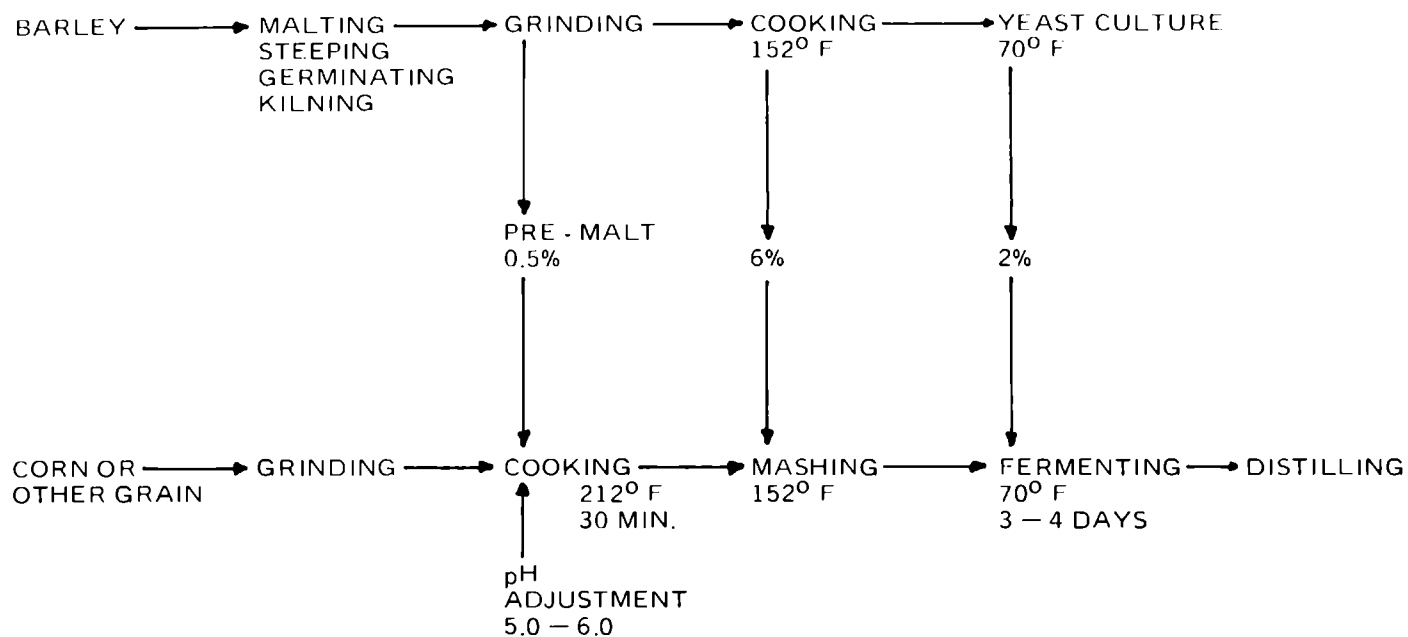 BARLEY
MALTING
STEEPING
GERMINATING
KILNING
GRINDING
COOKING
152° F
YEAST CULTURE
70° F
PRE - MALT
0.5%
6%
2%
CORN OR
OTHER GRAIN
GRINDING
COOKING
212° F
30 MIN.
MASHING
152° F
FERMENTING
70° F
3 — 4 DAYS
DISTILLING
pH
ADJUSTMENT
5.0 — 6.0